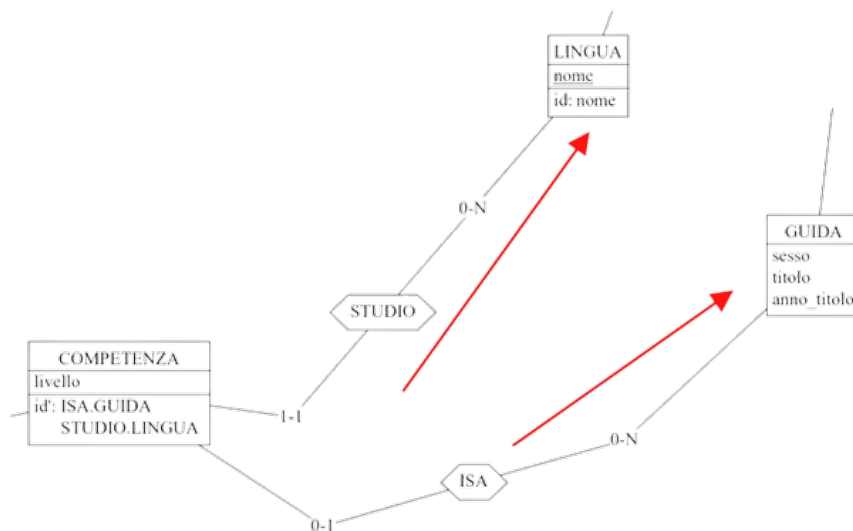 LINGUA
nome
id: nome
0-N
GUIDA
sesso
titolo
anno_titolo
STUDIO
COMPETENZA
livello
id': ISA.GUIDA
STUDIO.LINGUA
1-1
0-N
ISA
0-1